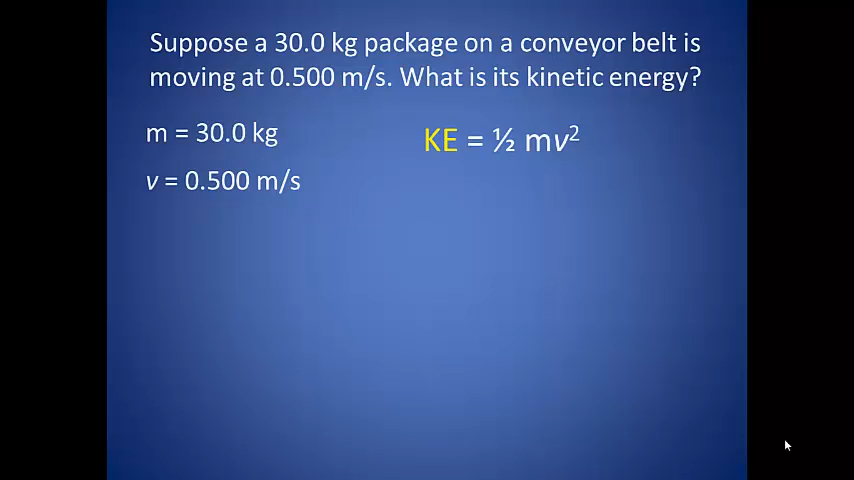 Suppose a 30.0 kg package on a conveyor belt is
moving at 0.500 m/s. What is its kinetic energy?
m = 30.0 kg
KE = ½ mv²
v = 0.500 m/s